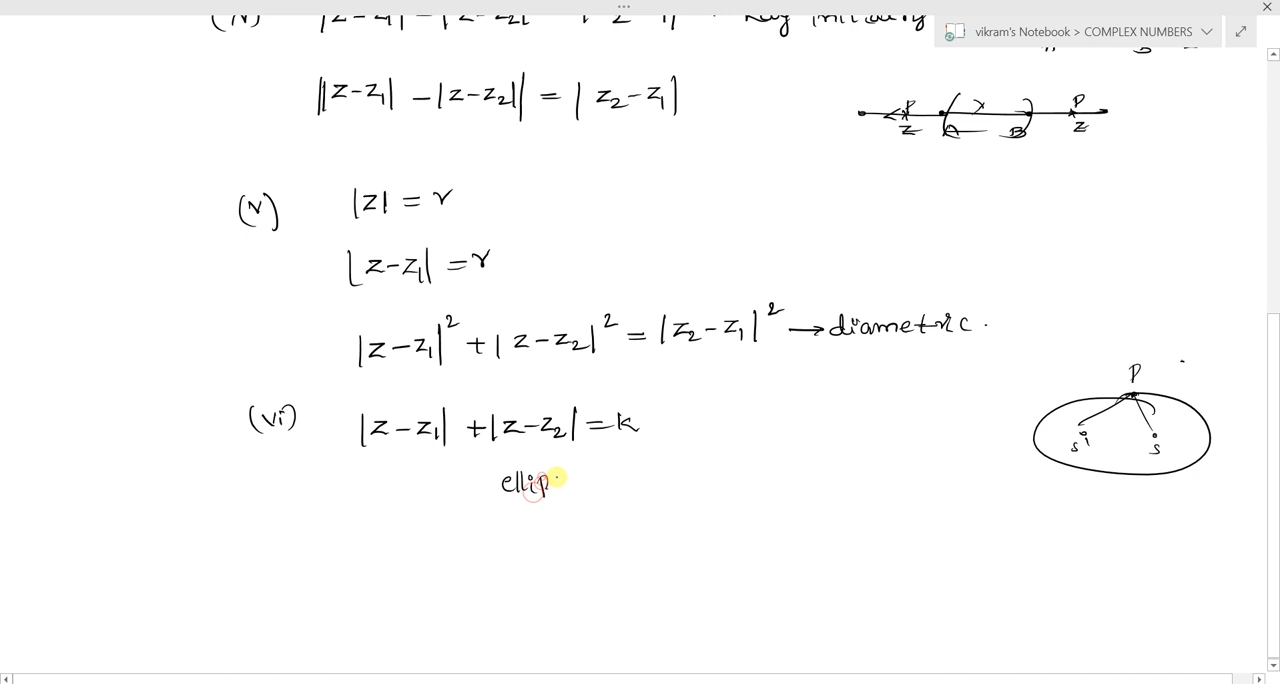 vikram's Notebook > COMPLEX NUMBERS
||z-z₁| -|z-z₂|| = | z₂-z₁|
P P
z A B z
(v) |z| = r
|z-z₁| = r
|z-z₁|² + |z-z₂|² = |z₂-z₁|² → diametric.
P
(vi) |z-z₁| + |z-z₂| = k
s' s
ellip